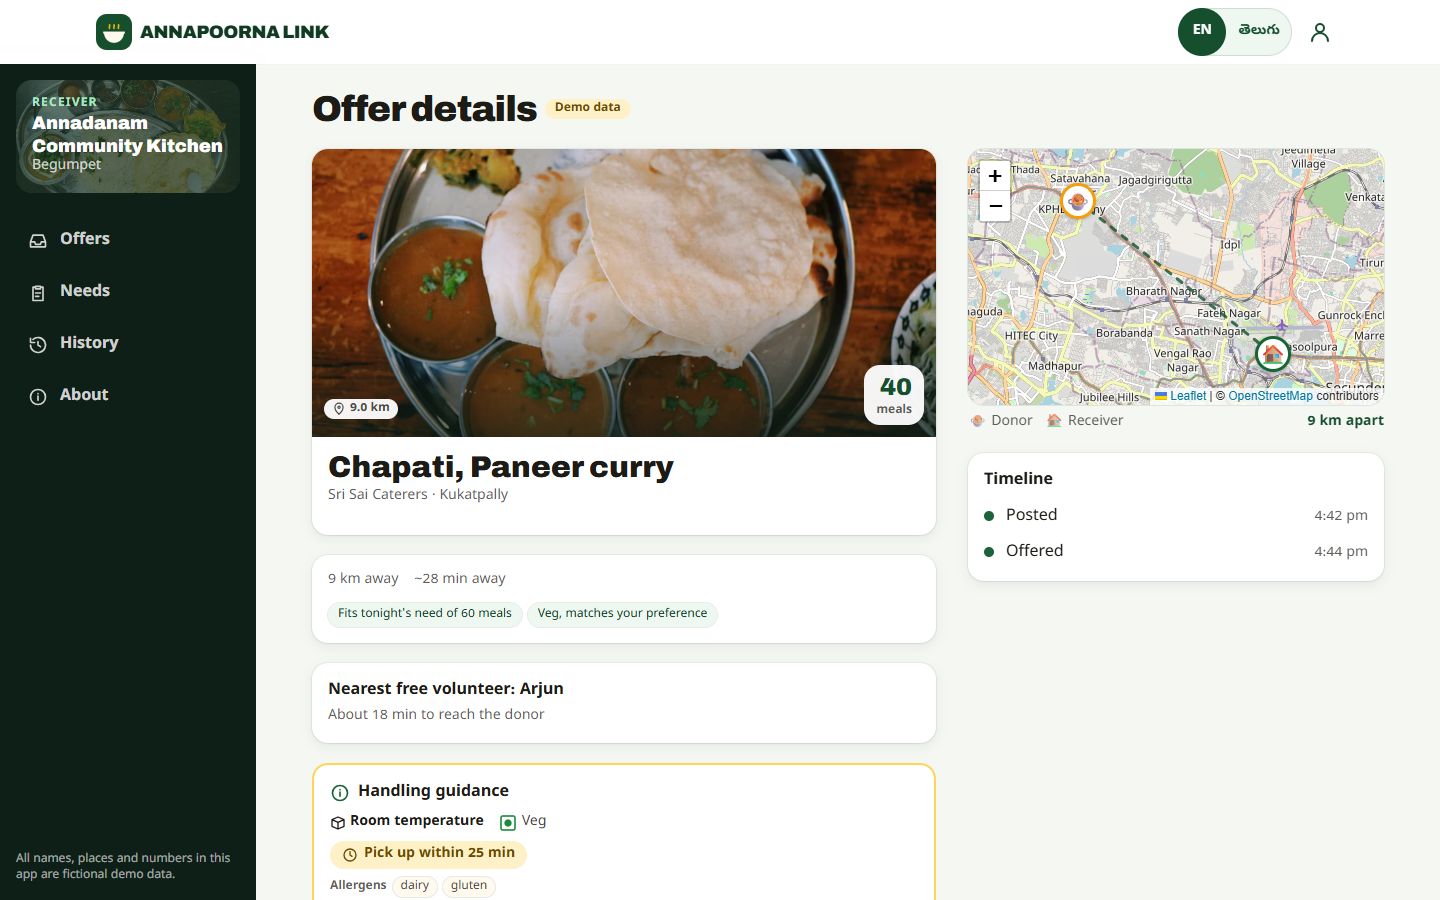 ANNAPOORNA LINK
EN
తెలుగు
RECEIVER
Annadanam
Community Kitchen
Begumpet
Offers
Needs
History
About
All names, places and numbers in this
app are fictional demo data.
Offer details
Demo data
9.0 km
40
meals
Chapati, Paneer curry
Sri Sai Caterers · Kukatpally
9 km away ~28 min away
Fits tonight's need of 60 meals
Veg, matches your preference
Nearest free volunteer: Arjun
About 18 min to reach the donor
Handling guidance
Room temperature
Veg
Pick up within 25 min
Allergens dairy gluten
+
−
Village
Thada
Satavahana
Jagadgirigutta
Venkata
Idpl
Bharath Nagar
Fateh Nagar
HITEC City
Borabanda
Sanath Nagar
Vengal Rao
Nagar
Madhapur
Jubilee Hills
Leaflet | © OpenStreetMap contributors
Donor
Receiver
9 km apart
Timeline
Posted 4:42 pm
Offered 4:44 pm